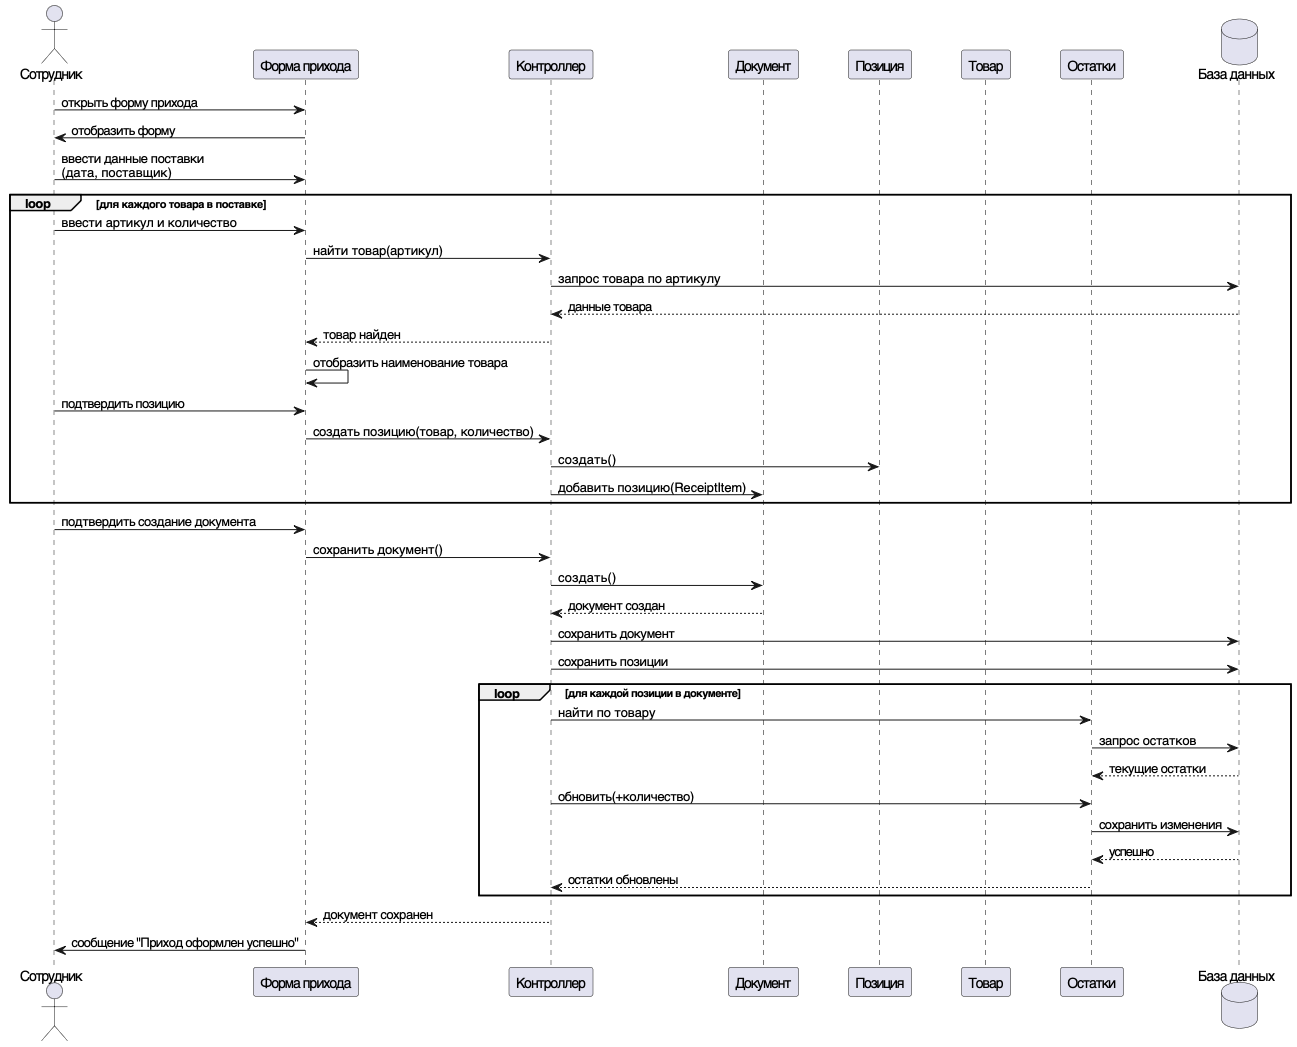 Сотрудник
Форма прихода
Контроллер
Документ
Позиция
Товар
Остатки
База данных
открыть форму прихода
отобразить форму
ввести данные поставки
(дата, поставщик)
loop
[для каждого товара в поставке]
ввести артикул и количество
найти товар(артикул)
запрос товара по артикулу
данные товара
товар найден
отобразить наименование товара
подтвердить позицию
создать позицию(товар, количество)
создать()
добавить позицию(ReceiptItem)
подтвердить создание документа
сохранить документ()
создать()
документ создан
сохранить документ
сохранить позиции
loop
[для каждой позиции в документе]
найти по товару
запрос остатков
текущие остатки
обновить(+количество)
сохранить изменения
успешно
остатки обновлены
документ сохранен
сообщение "Приход оформлен успешно"
Сотрудник
Форма прихода
Контроллер
Документ
Позиция
Товар
Остатки
База данных